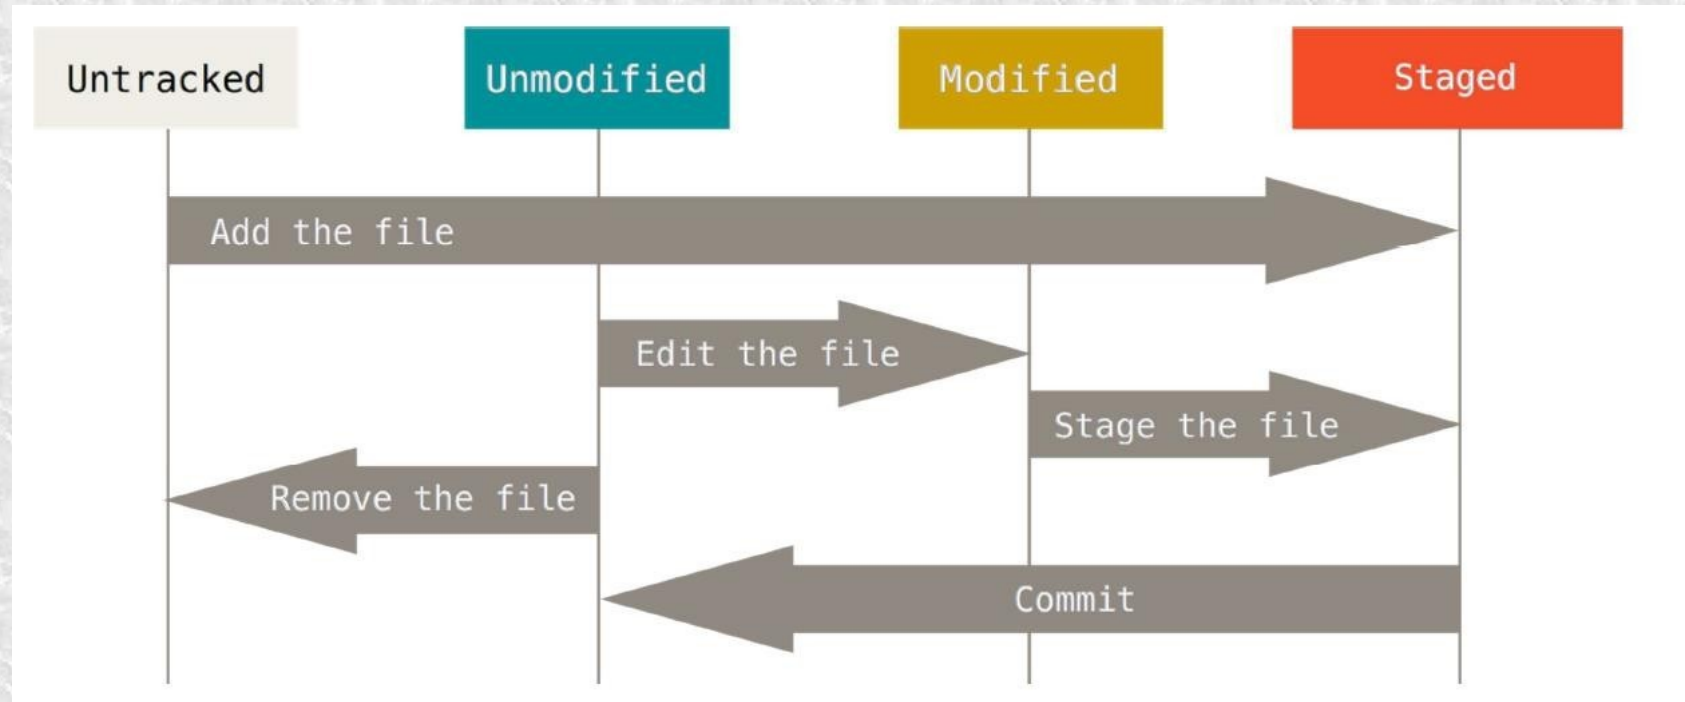 Untracked
Unmodified
Modified
Staged
Add the file
Edit the file
Stage the file
Remove the file
Commit